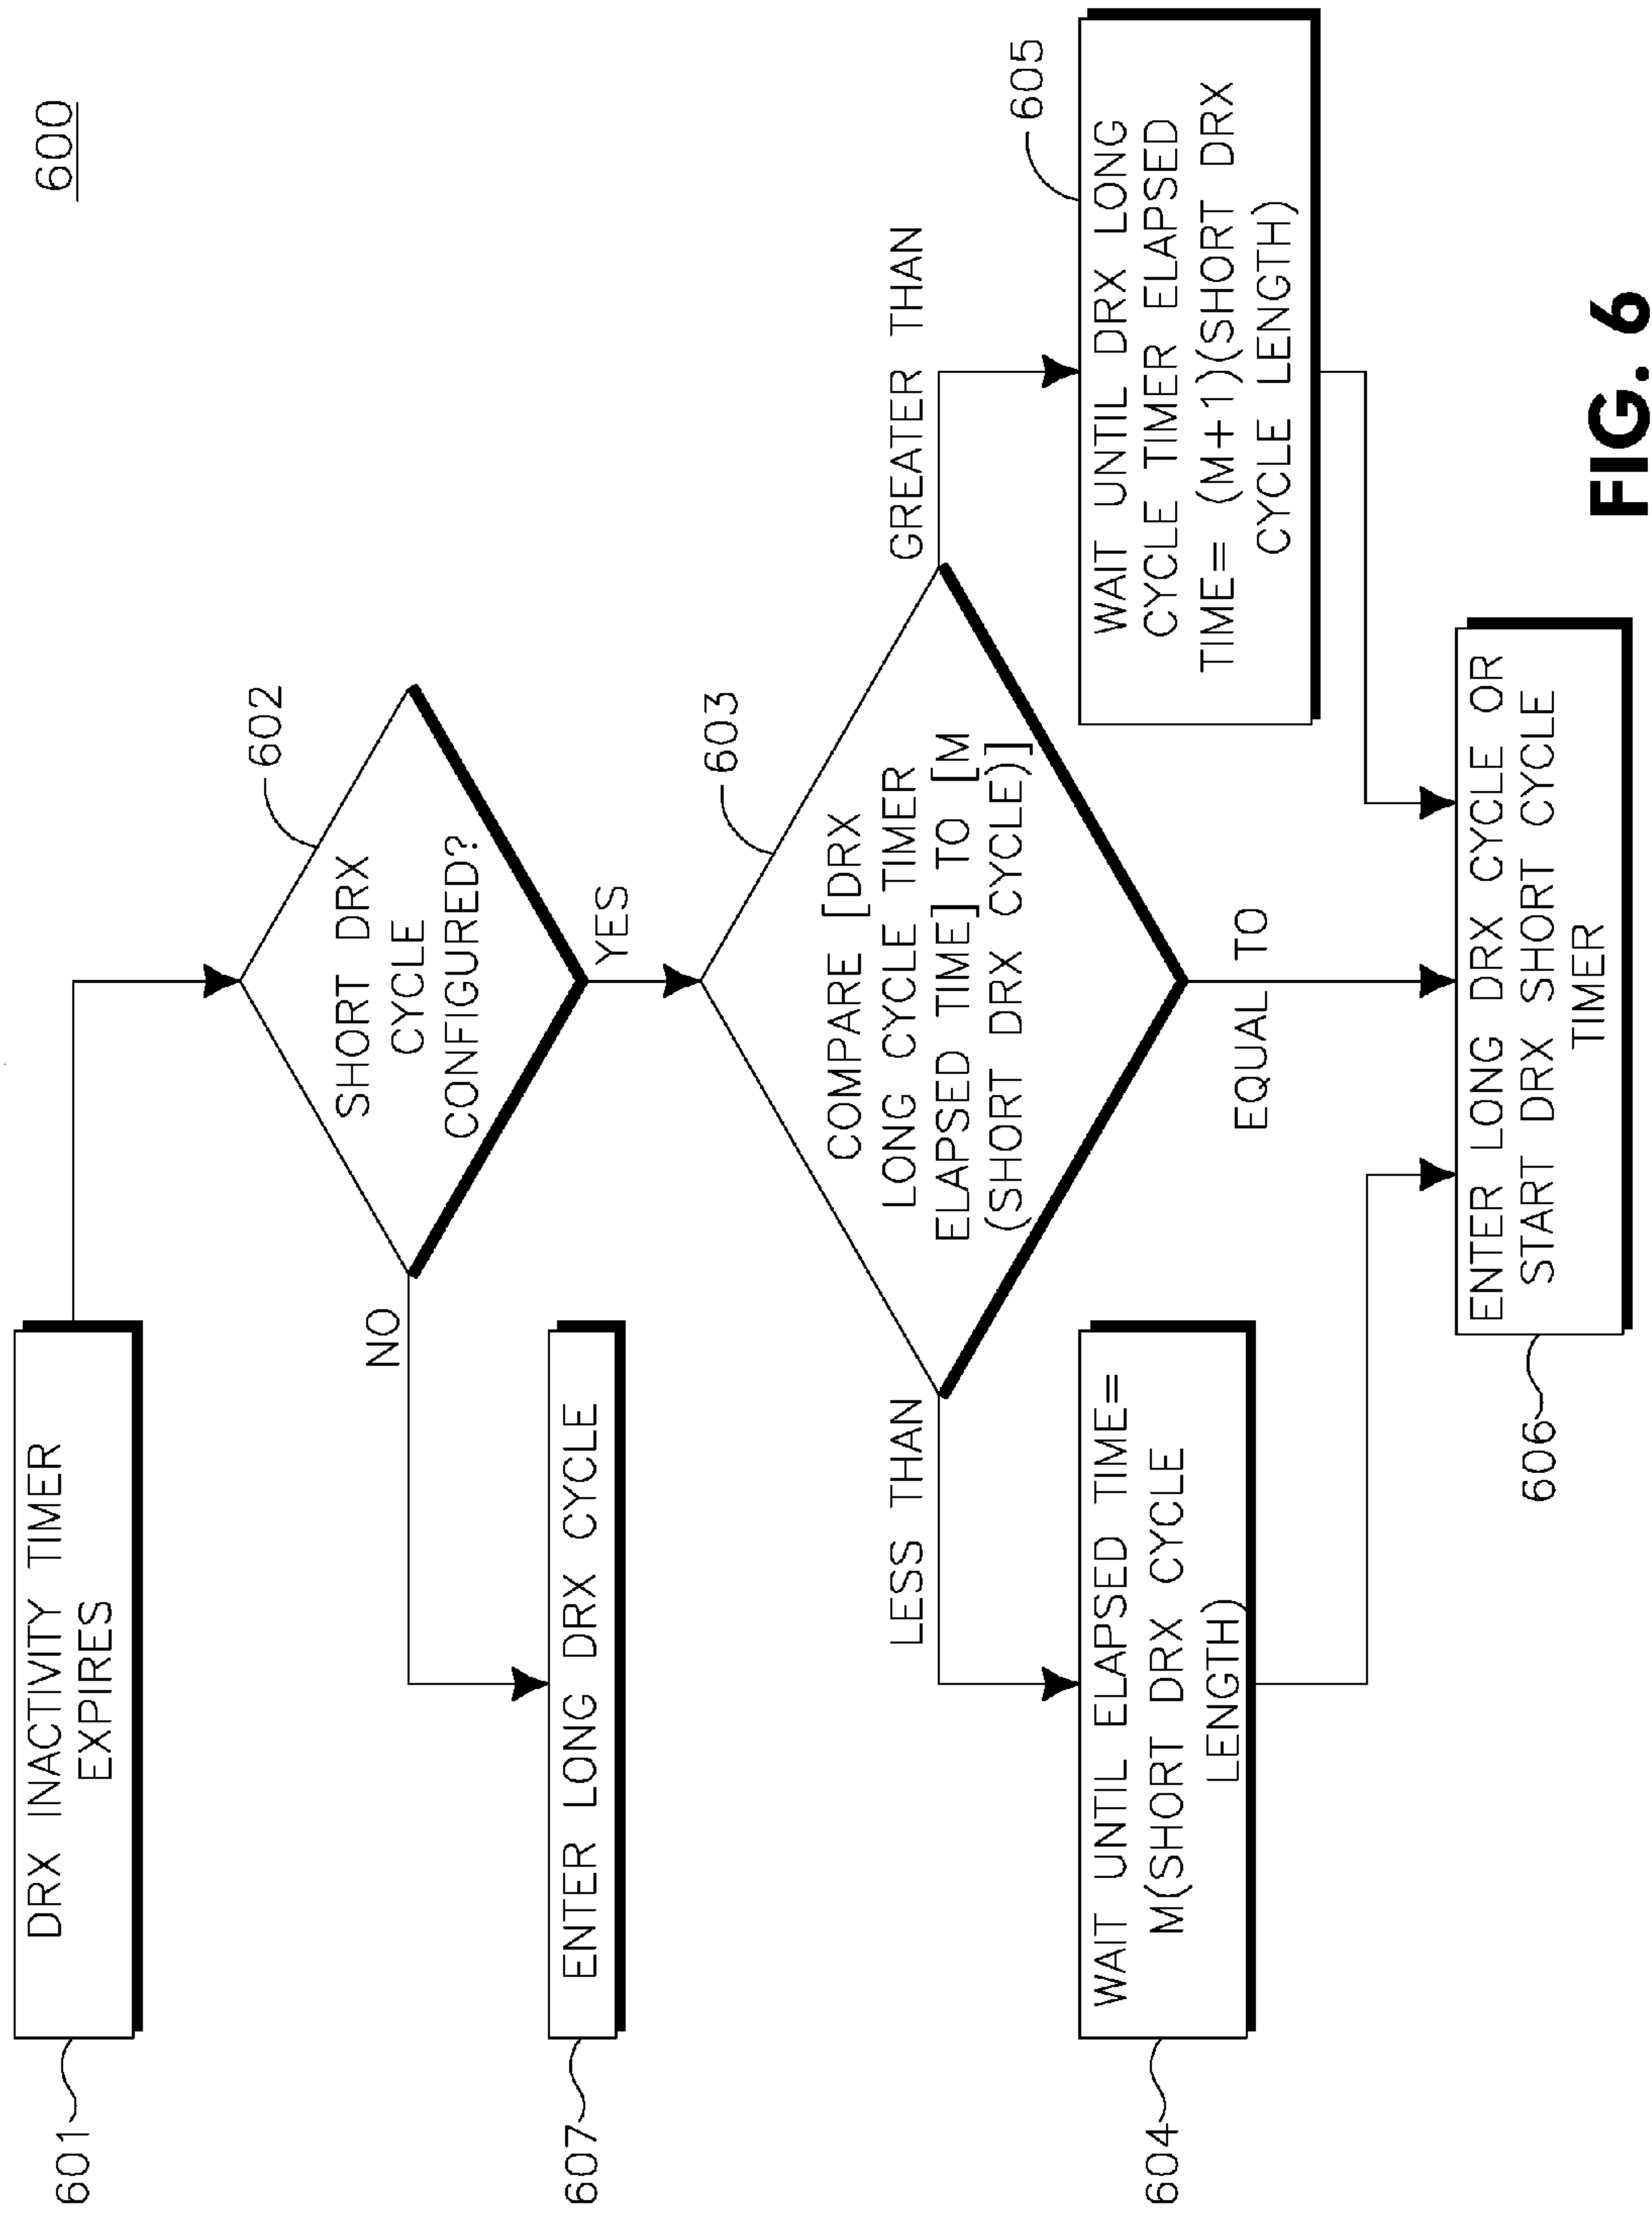 600
601
DRX INACTIVITY TIMER
EXPIRES
602
SHORT DRX
CYCLE
CONFIGURED?
NO
YES
607
ENTER LONG DRX CYCLE
603
COMPARE [DRX
LONG CYCLE TIMER
ELAPSED TIME] TO [M
(SHORT DRX CYCLE)]
LESS THAN
GREATER THAN
EQUAL TO
604
WAIT UNTIL ELAPSED TIME=
M(SHORT DRX CYCLE
LENGTH)
605
WAIT UNTIL DRX LONG
CYCLE TIMER ELAPSED
TIME= (M+1)(SHORT DRX
CYCLE LENGTH)
606
ENTER LONG DRX CYCLE OR
START DRX SHORT CYCLE
TIMER
FIG. 6